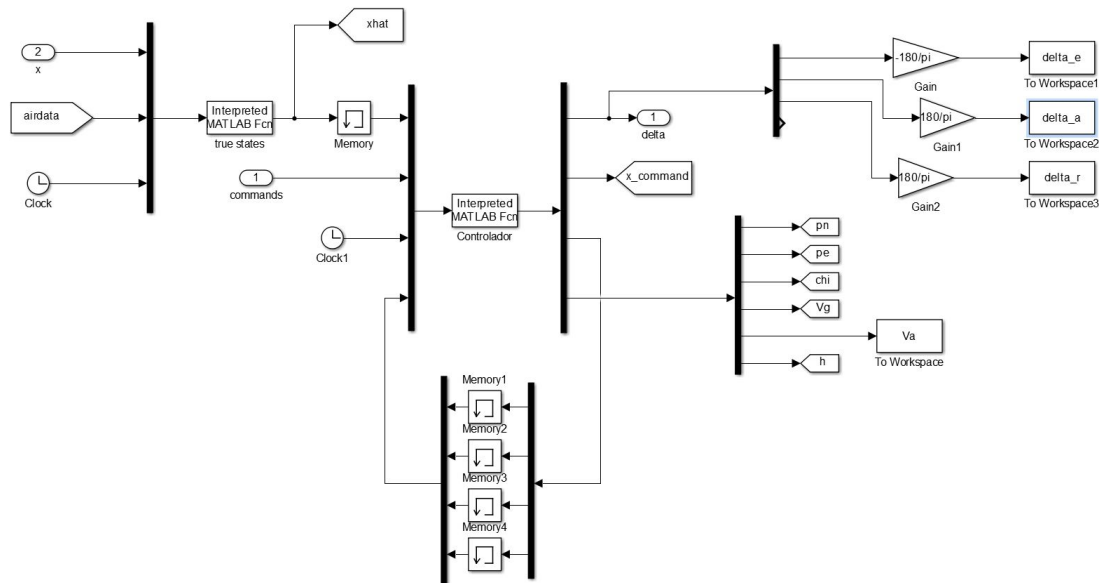 2
x
airdata
Clock
Interpreted
MATLAB Fcn
true states
xhat
Memory
1
commands
Clock1
Interpreted
MATLAB Fcn
Controlador
1
delta
x_command
-180/pi
Gain
180/pi
Gain1
180/pi
Gain2
delta_e
To Workspace1
delta_a
To Workspace2
delta_r
To Workspace3
pn
pe
chi
Vg
Va
To Workspace
h
Memory1
Memory2
Memory3
Memory4